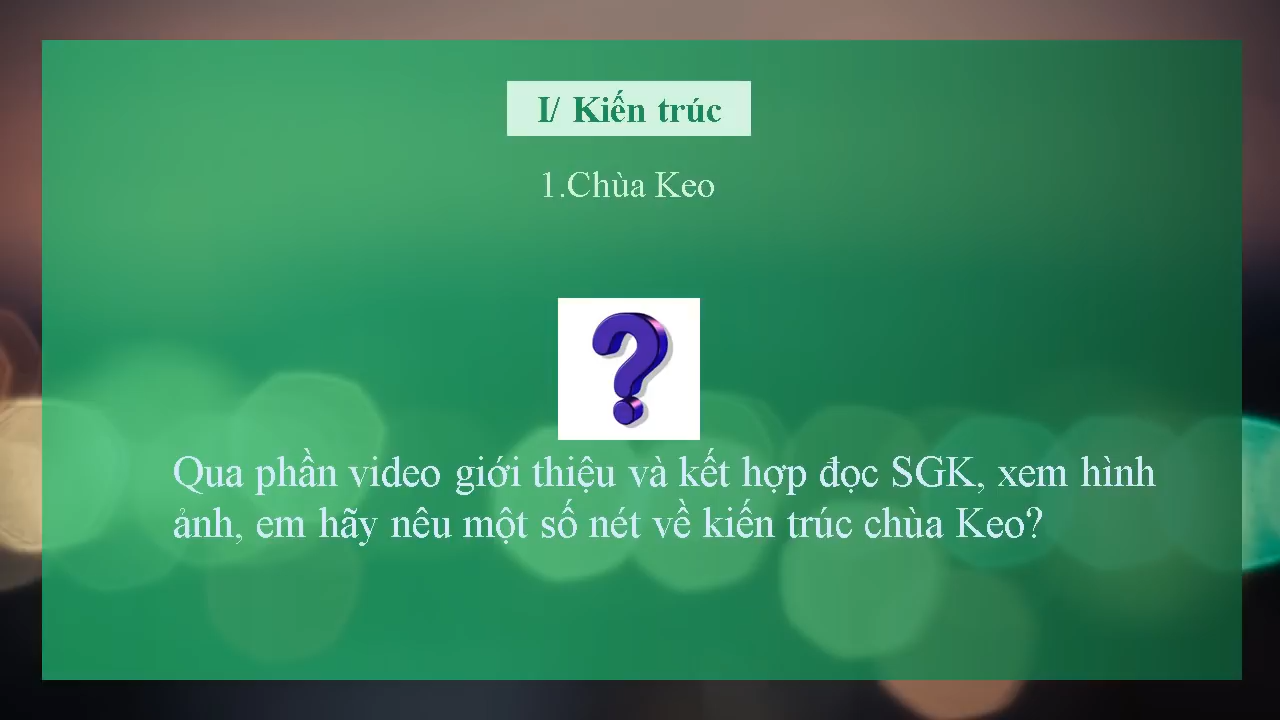 I/ Kiến trúc
1.Chùa Keo
Qua phần video giới thiệu và kết hợp đọc SGK, xem hình
ảnh, em hãy nêu một số nét về kiến trúc chùa Keo?